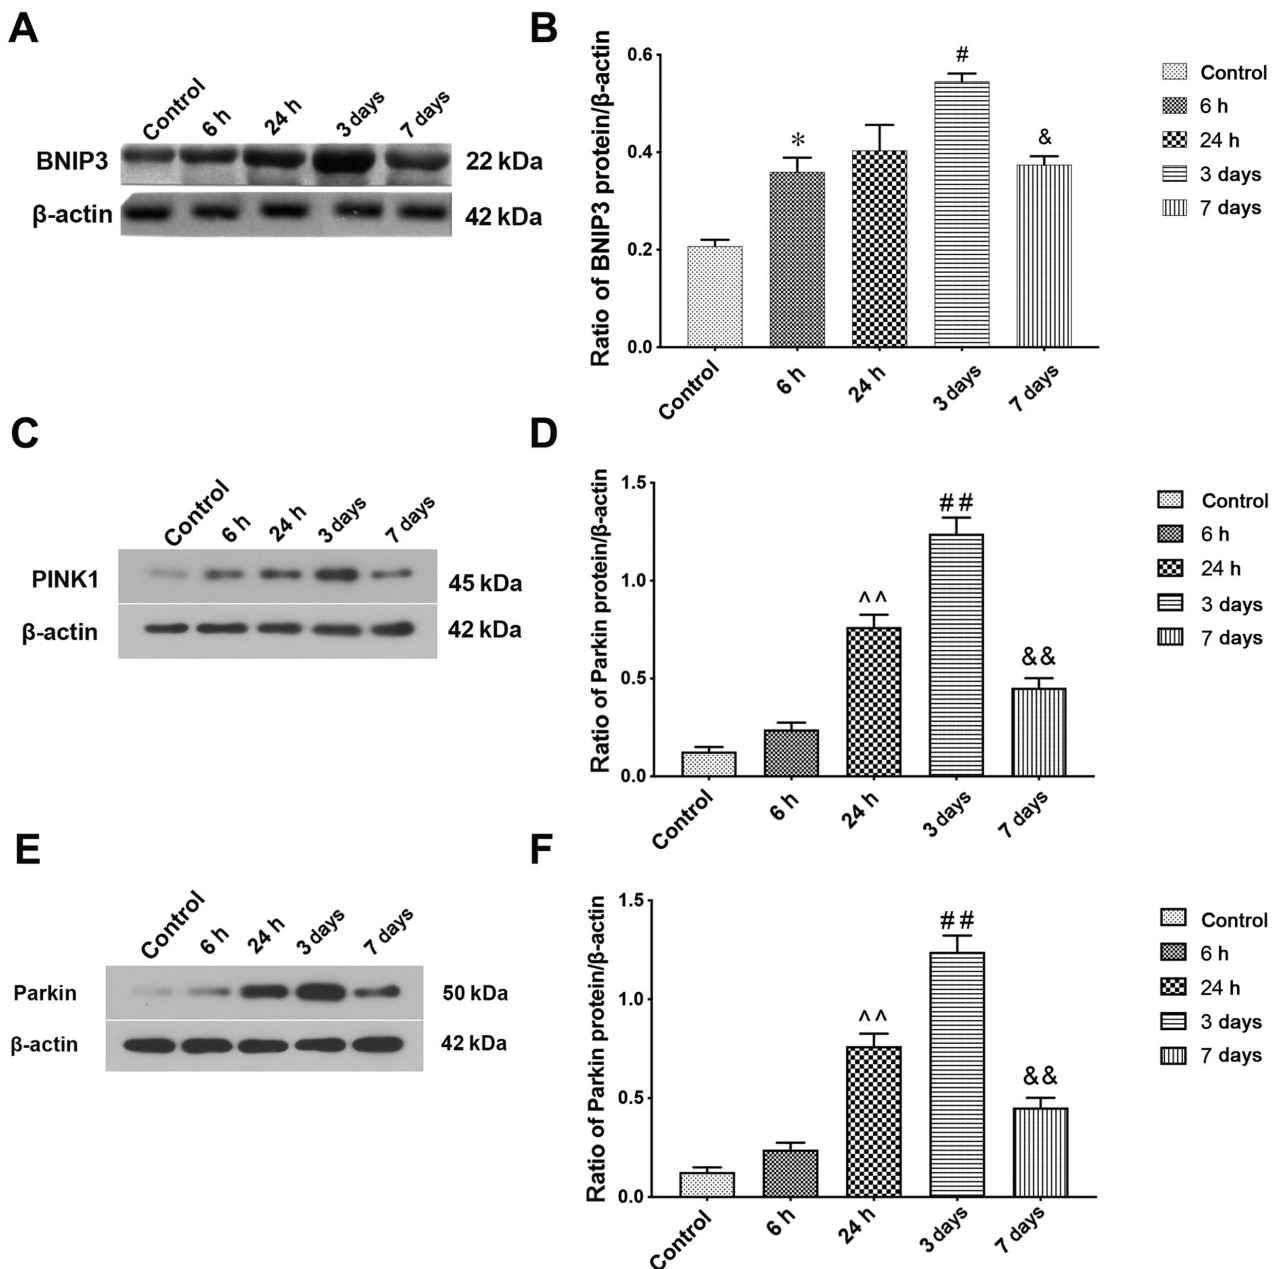 A
Control
6 h
24 h
3 days
7 days
BNIP3
22 kDa
β-actin
42 kDa
B
Ratio of BNIP3 protein/β-actin
0.6
0.4
0.2
0.0
*
#
&
Control
6 h
24 h
3 days
7 days
Control
6 h
24 h
3 days
7 days
C
Control
6 h
24 h
3 days
7 days
PINK1
45 kDa
β-actin
42 kDa
D
Ratio of Parkin protein/β-actin
1.5
1.0
0.5
0.0
^^
##
&&
Control
6 h
24 h
3 days
7 days
Control
6 h
24 h
3 days
7 days
E
Control
6 h
24 h
3 days
7 days
Parkin
50 kDa
β-actin
42 kDa
F
Ratio of Parkin protein/β-actin
1.5
1.0
0.5
0.0
^^
##
&&
Control
6 h
24 h
3 days
7 days
Control
6 h
24 h
3 days
7 days